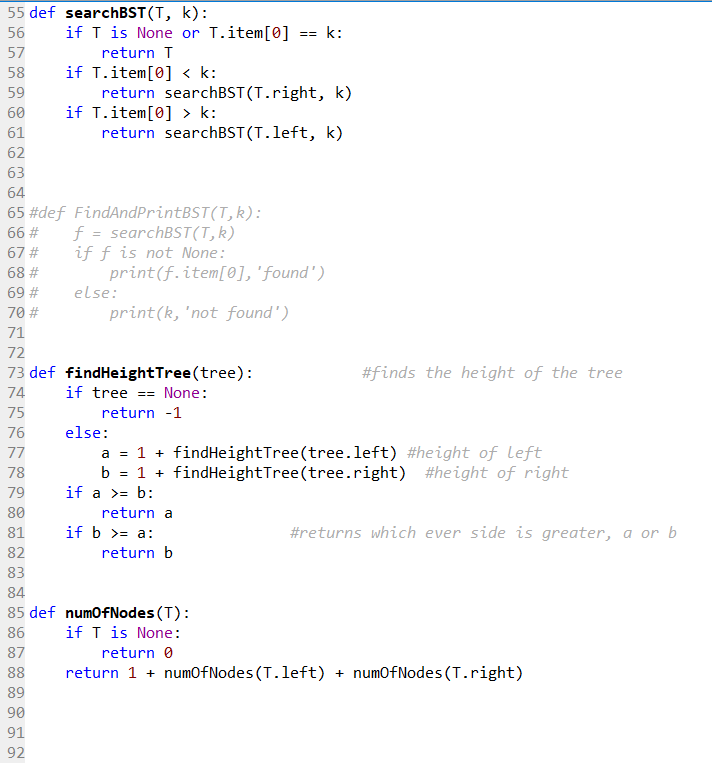 55 def searchBST(T, k):
56     if T is None or T.item[0] == k:
57         return T
58     if T.item[0] < k:
59         return searchBST(T.right, k)
60     if T.item[0] > k:
61         return searchBST(T.left, k)
62
63
64
65 #def FindAndPrintBST(T,k):
66 #    f = searchBST(T,k)
67 #    if f is not None:
68 #        print(f.item[0],'found')
69 #    else:
70 #        print(k,'not found')
71
72
73 def findHeightTree(tree):            #finds the height of the tree
74     if tree == None:
75         return -1
76     else:
77         a = 1 + findHeightTree(tree.left) #height of left
78         b = 1 + findHeightTree(tree.right)  #height of right
79     if a >= b:
80         return a
81     if b >= a:               #returns which ever side is greater, a or b
82         return b
83
84
85 def numOfNodes(T):
86     if T is None:
87         return 0
88     return 1 + numOfNodes(T.left) + numOfNodes(T.right)
89
90
91
92